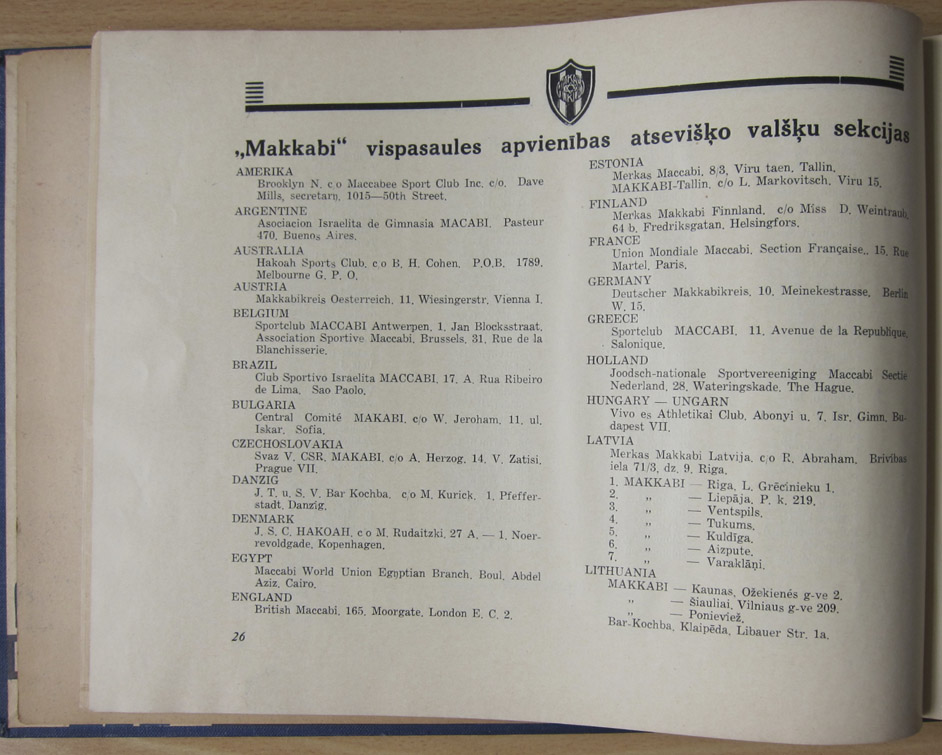 „Makkabi“ vispasaules apvienības atsevišķo valšķu sekcijas
AMERIKA
Brooklyn N. c/o Maccabee Sport Club Inc. c/o. Dave
Mills, secretary, 1015—50th Street.
ARGENTINE
Asociacion Israelita de Gimnasia MACABI. Pasteur
470, Buenos Aires.
AUSTRALIA
Hakoah Sports Club. c/o B. H. Cohen. P.O.B. 1789.
Melbourne G. P. O.
AUSTRIA
Makkabikreis Oesterreich. 11. Wiesingerstr. Vienna I.
BELGIUM
Sportclub MACCABI Antwerpen. 1. Jan Blocksstraat.
Association Sportive Maccabi. Brussels. 31. Rue de la
Blanchisserie.
BRAZIL
Club Sportivo Israelita MACCABI. 17. A. Rua Ribeiro
de Lima. Sao Paolo.
BULGARIA
Central Comité MAKABI. c/o W. Jeroham. 11. ul.
Iskar. Sofia.
CZECHOSLOVAKIA
Svaz V. CSR. MAKABI. c/o A. Herzog. 14. V. Zatisi.
Prague VII.
DANZIG
J. T. u. S. V. Bar Kochba. c/o M. Kurick. 1. Pfeffer-
stadt. Danzig.
DENMARK
J. S. C. HAKOAH. c/o M. Rudaitzki. 27 A. — 1. Noer-
revoldgade. Kopenhagen.
EGYPT
Maccabi World Union Egyptian Branch. Boul. Abdel
Aziz. Cairo.
ENGLAND
British Maccabi. 165. Moorgate. London E. C. 2.
26
ESTONIA
Merkas Maccabi. 8/3. Viru taen. Tallin.
MAKKABI-Tallin. c/o L. Markovitsch. Viru 15.
FINLAND
Merkas Makkabi Finnland. c/o Miss D. Weintraub.
64 b. Fredriksgatan. Helsingfors.
FRANCE
Union Mondiale Maccabi. Section Française., 15. Rue
Martel. Paris.
GERMANY
Deutscher Makkabikreis. 10. Meinekestrasse. Berlin
W. 15.
GREECE
Sportclub MACCABI. 11. Avenue de la Republique.
Salonique.
HOLLAND
Joodsch-nationale Sportvereeniging Maccabi Sectie
Nederland. 28. Wateringskade. The Hague.
HUNGARY — UNGARN
Vivo es Athletikai Club. Abonyi u. 7. Isr. Gimn. Bu-
dapest VII.
LATVIA
Merkas Makkabi Latvija. c/o R. Abraham. Brīvības
iela 71/3, dz. 9. Riga.
1. MAKKABI — Riga, L. Grēcinieku 1.
2. „ — Liepāja, P. k. 219.
3. „ — Ventspils.
4. „ — Tukums.
5. „ — Kuldīga.
6. „ — Aizpute.
7. „ — Varakļāņi.
LITHUANIA
MAKKABI — Kaunas, Ožekienés g-ve 2.
„ — Šiauliai, Vilniaus g-ve 209.
„ — Ponieviež.
Bar-Kochba, Klaipēda, Libauer Str. 1a.